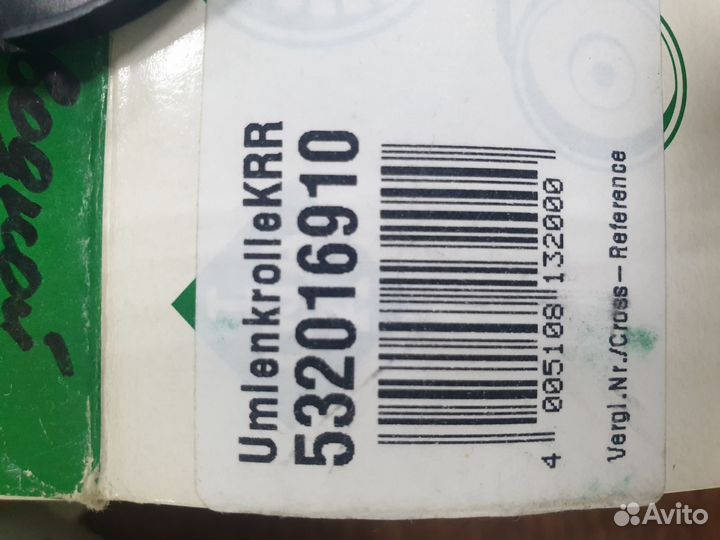 UmlenkrolleKRR
532016910
4 005108 132000
Vergl.Nr./Cross-Reference
Avito